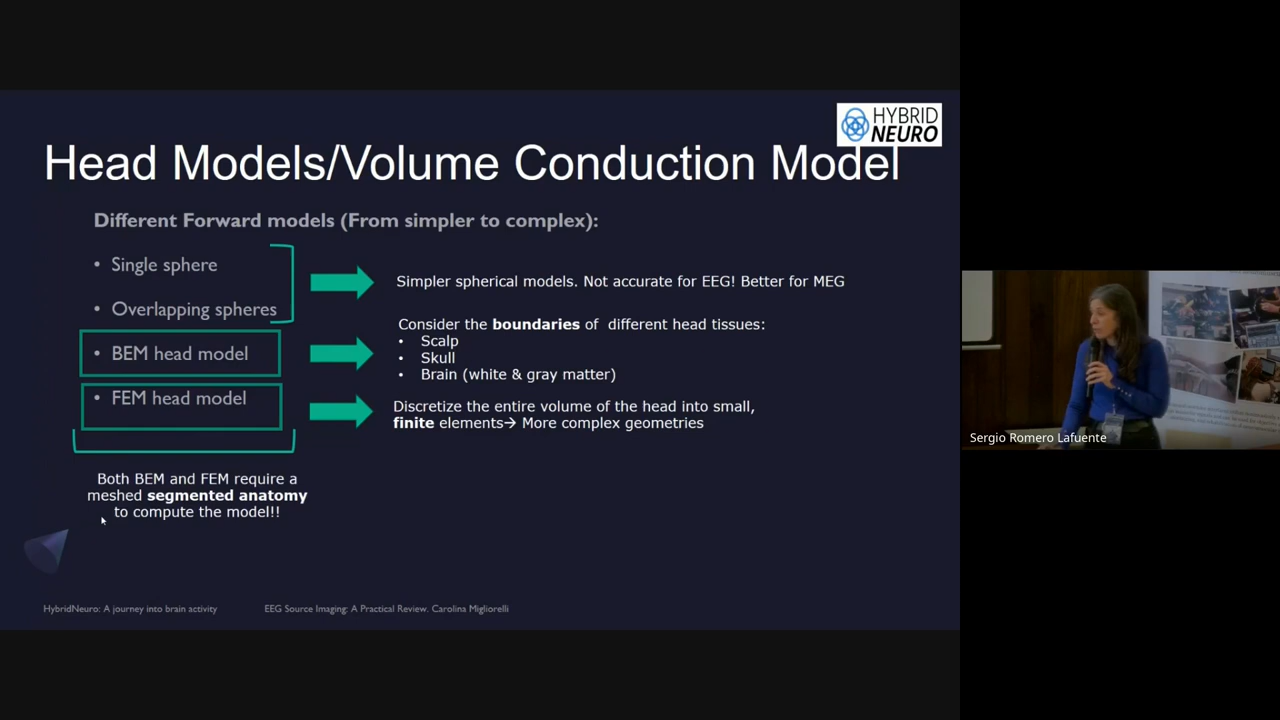 HYBRID
NEURO
Head Models/Volume Conduction Model
Different Forward models (From simpler to complex):
• Single sphere
• Overlapping spheres
• BEM head model
• FEM head model
Simpler spherical models. Not accurate for EEG! Better for MEG
Consider the boundaries of different head tissues:
• Scalp
• Skull
• Brain (white & gray matter)
Discretize the entire volume of the head into small,
finite elements→ More complex geometries
Both BEM and FEM require a
meshed segmented anatomy
to compute the model!!
HybridNeuro: A journey into brain activity
EEG Source Imaging: A Practical Review. Carolina Migliorelli
Sergio Romero Lafuente